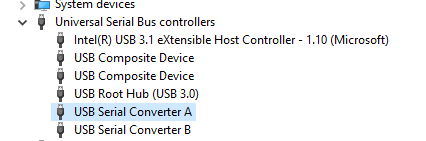 System devices
Universal Serial Bus controllers
Intel(R) USB 3.1 eXtensible Host Controller - 1.10 (Microsoft)
USB Composite Device
USB Composite Device
USB Root Hub (USB 3.0)
USB Serial Converter A
USB Serial Converter B